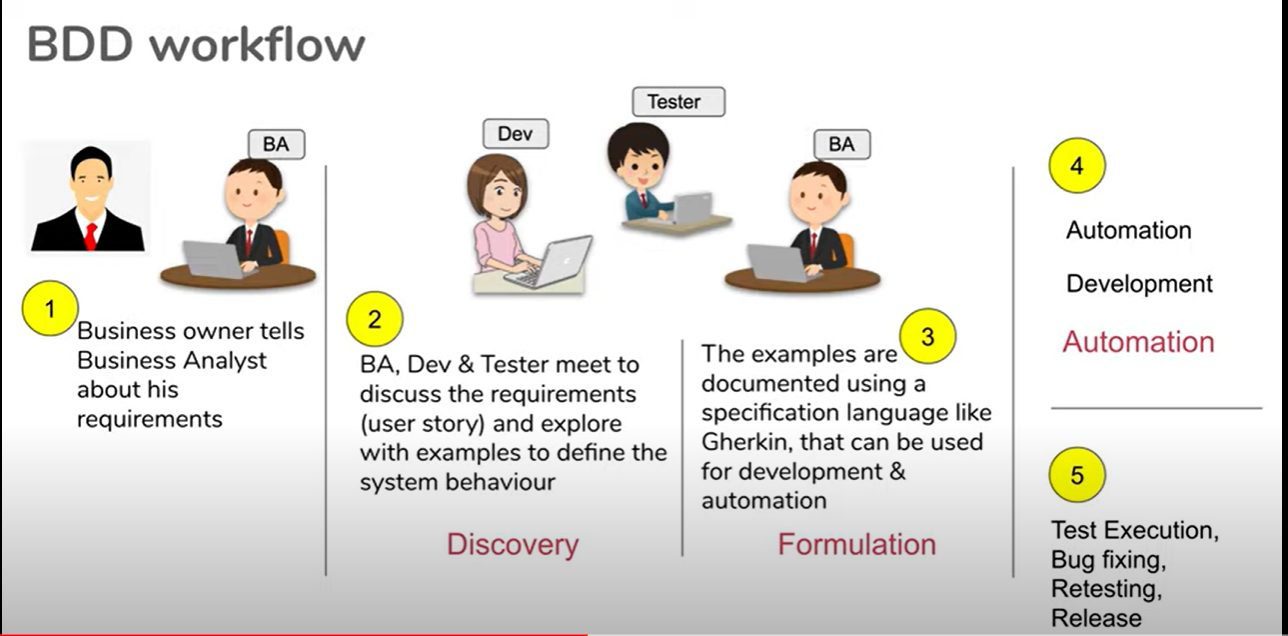 BDD workflow
BA
Dev
Tester
BA
1
Business owner tells
Business Analyst
about his
requirements
2
BA, Dev & Tester meet to
discuss the requirements
(user story) and explore
with examples to define the
system behaviour
Discovery
3
The examples are
documented using a
specification language like
Gherkin, that can be used
for development &
automation
Formulation
4
Automation
Development
Automation
5
Test Execution,
Bug fixing,
Retesting,
Release